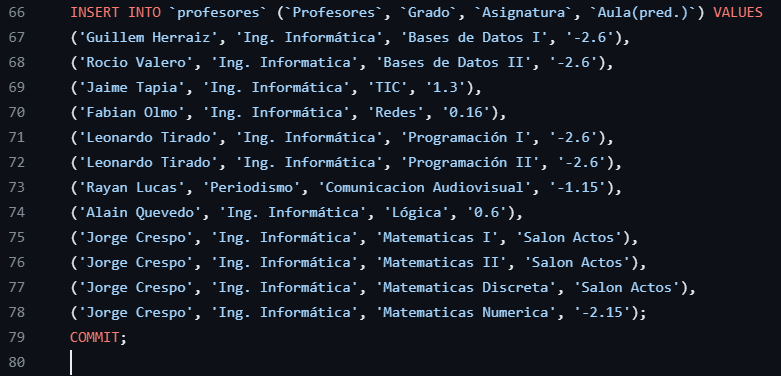 66 INSERT INTO `profesores` (`Profesores`, `Grado`, `Asignatura`, `Aula(pred.)`) VALUES
67 ('Guillem Herraiz', 'Ing. Informática', 'Bases de Datos I', '-2.6'),
68 ('Rocio Valero', 'Ing. Informatica', 'Bases de Datos II', '-2.6'),
69 ('Jaime Tapia', 'Ing. Informática', 'TIC', '1.3'),
70 ('Fabian Olmo', 'Ing. Informática', 'Redes', '0.16'),
71 ('Leonardo Tirado', 'Ing. Informática', 'Programación I', '-2.6'),
72 ('Leonardo Tirado', 'Ing. Informática', 'Programación II', '-2.6'),
73 ('Rayan Lucas', 'Periodismo', 'Comunicacion Audiovisual', '-1.15'),
74 ('Alain Quevedo', 'Ing. Informática', 'Lógica', '0.6'),
75 ('Jorge Crespo', 'Ing. Informática', 'Matematicas I', 'Salon Actos'),
76 ('Jorge Crespo', 'Ing. Informática', 'Matematicas II', 'Salon Actos'),
77 ('Jorge Crespo', 'Ing. Informática', 'Matematicas Discreta', 'Salon Actos'),
78 ('Jorge Crespo', 'Ing. Informática', 'Matematicas Numerica', '-2.15');
79 COMMIT;
80